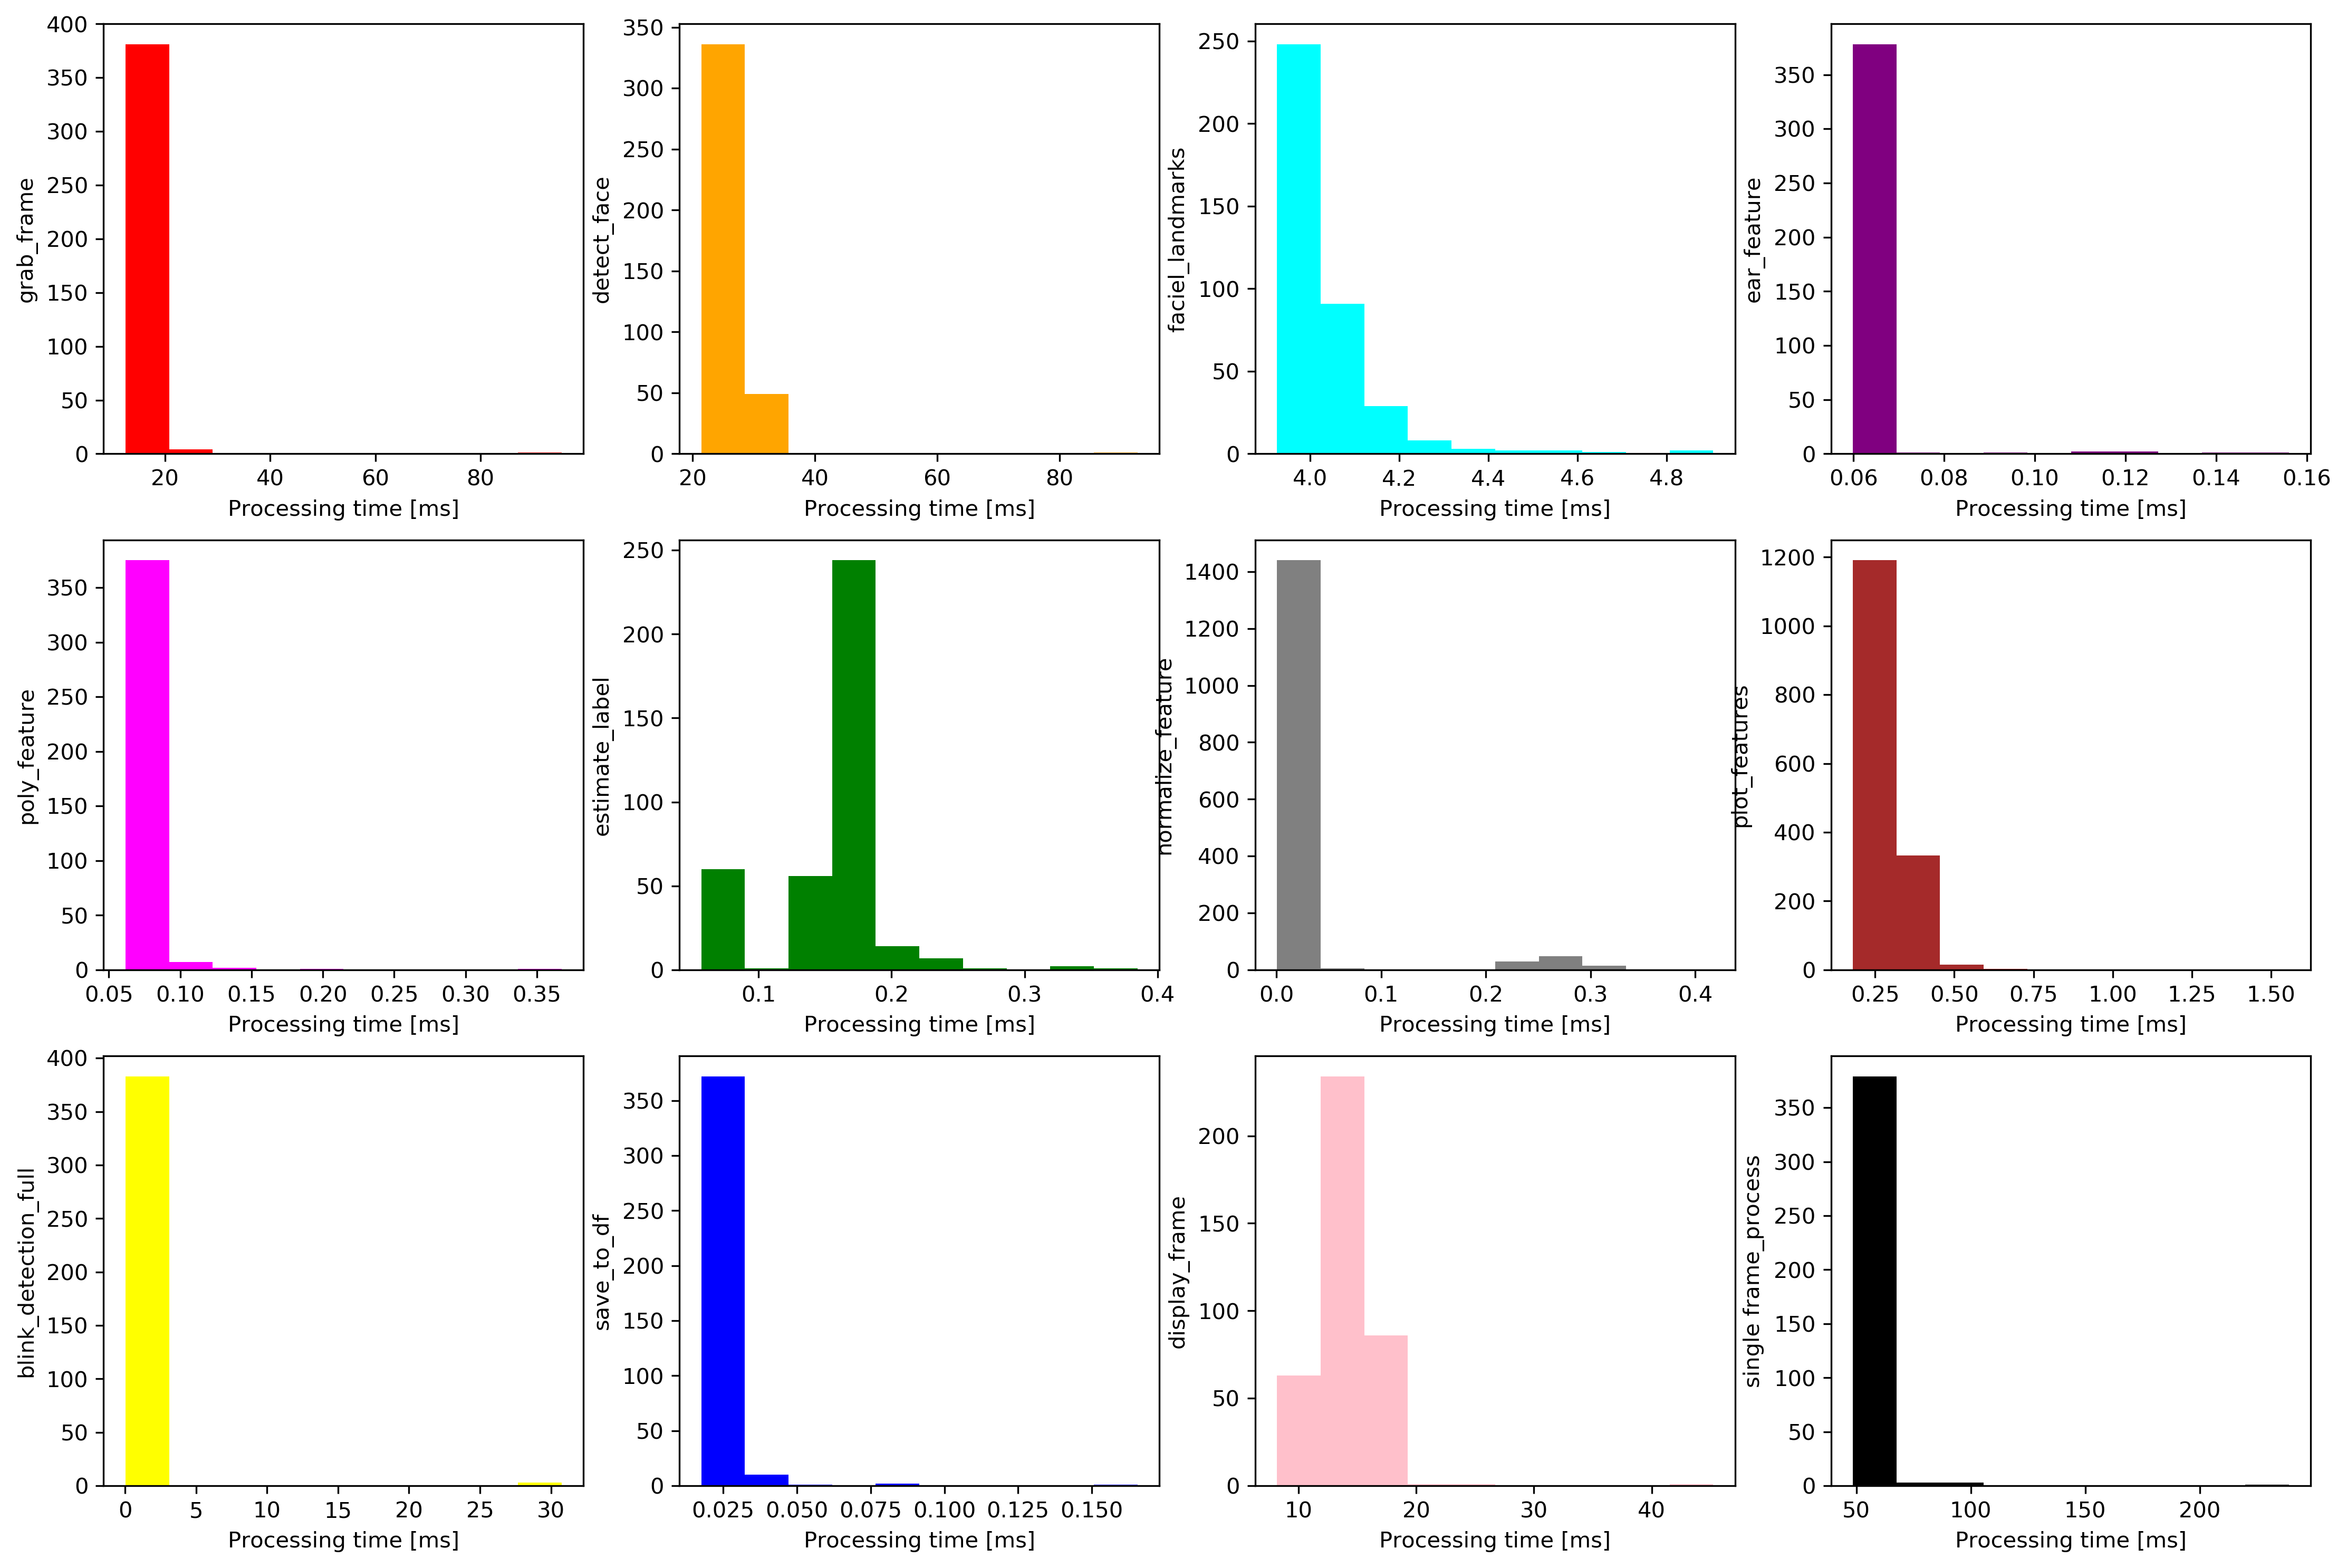 grab_frame
400
350
300
250
200
150
100
50
0
20 40 60 80
Processing time [ms]
detect_face
350
300
250
200
150
100
50
0
20 40 60 80
Processing time [ms]
faciel_landmarks
250
200
150
100
50
0
4.0 4.2 4.4 4.6 4.8
Processing time [ms]
ear_feature
350
300
250
200
150
100
50
0
0.06 0.08 0.10 0.12 0.14 0.16
Processing time [ms]
poly_feature
350
300
250
200
150
100
50
0
0.05 0.10 0.15 0.20 0.25 0.30 0.35
Processing time [ms]
estimate_label
250
200
150
100
50
0
0.1 0.2 0.3 0.4
Processing time [ms]
normalize_feature
1400
1200
1000
800
600
400
200
0
0.0 0.1 0.2 0.3 0.4
Processing time [ms]
plot_features
1200
1000
800
600
400
200
0
0.25 0.50 0.75 1.00 1.25 1.50
Processing time [ms]
blink_detection_full
400
350
300
250
200
150
100
50
0
0 5 10 15 20 25 30
Processing time [ms]
save_to_df
350
300
250
200
150
100
50
0
0.025 0.050 0.075 0.100 0.125 0.150
Processing time [ms]
display_frame
200
150
100
50
0
10 20 30 40
Processing time [ms]
single frame_process
350
300
250
200
150
100
50
0
50 100 150 200
Processing time [ms]